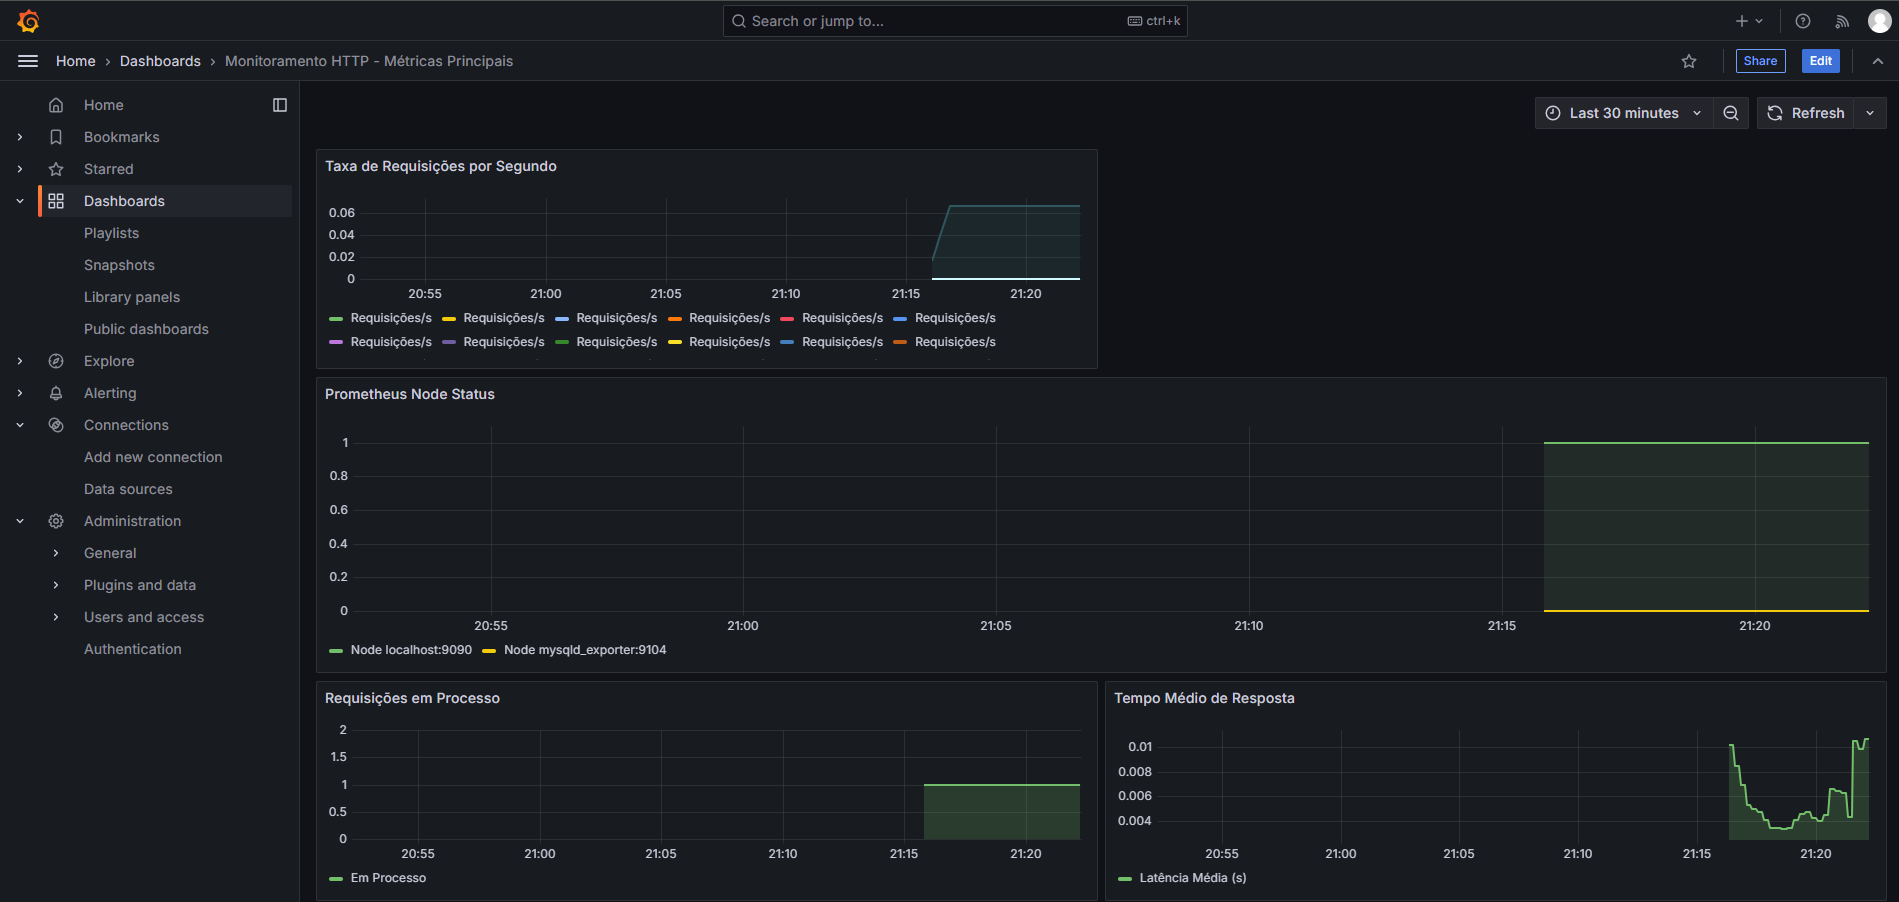 Search or jump to... ctrl+k
Home › Dashboards › Monitoramento HTTP - Métricas Principais
Share Edit
Home
Bookmarks
Starred
Dashboards
Playlists
Snapshots
Library panels
Public dashboards
Explore
Alerting
Connections
Add new connection
Data sources
Administration
General
Plugins and data
Users and access
Authentication
Last 30 minutes Refresh
Taxa de Requisições por Segundo
0.06
0.04
0.02
0
20:55 21:00 21:05 21:10 21:15 21:20
Requisições/s Requisições/s Requisições/s Requisições/s Requisições/s Requisições/s
Requisições/s Requisições/s Requisições/s Requisições/s Requisições/s Requisições/s
Prometheus Node Status
1
0.8
0.6
0.4
0.2
0
20:55 21:00 21:05 21:10 21:15 21:20
Node localhost:9090 Node mysqld_exporter:9104
Requisições em Processo
2
1.5
1
0.5
0
20:55 21:00 21:05 21:10 21:15 21:20
Em Processo
Tempo Médio de Resposta
0.01
0.008
0.006
0.004
20:55 21:00 21:05 21:10 21:15 21:20
Latência Média (s)